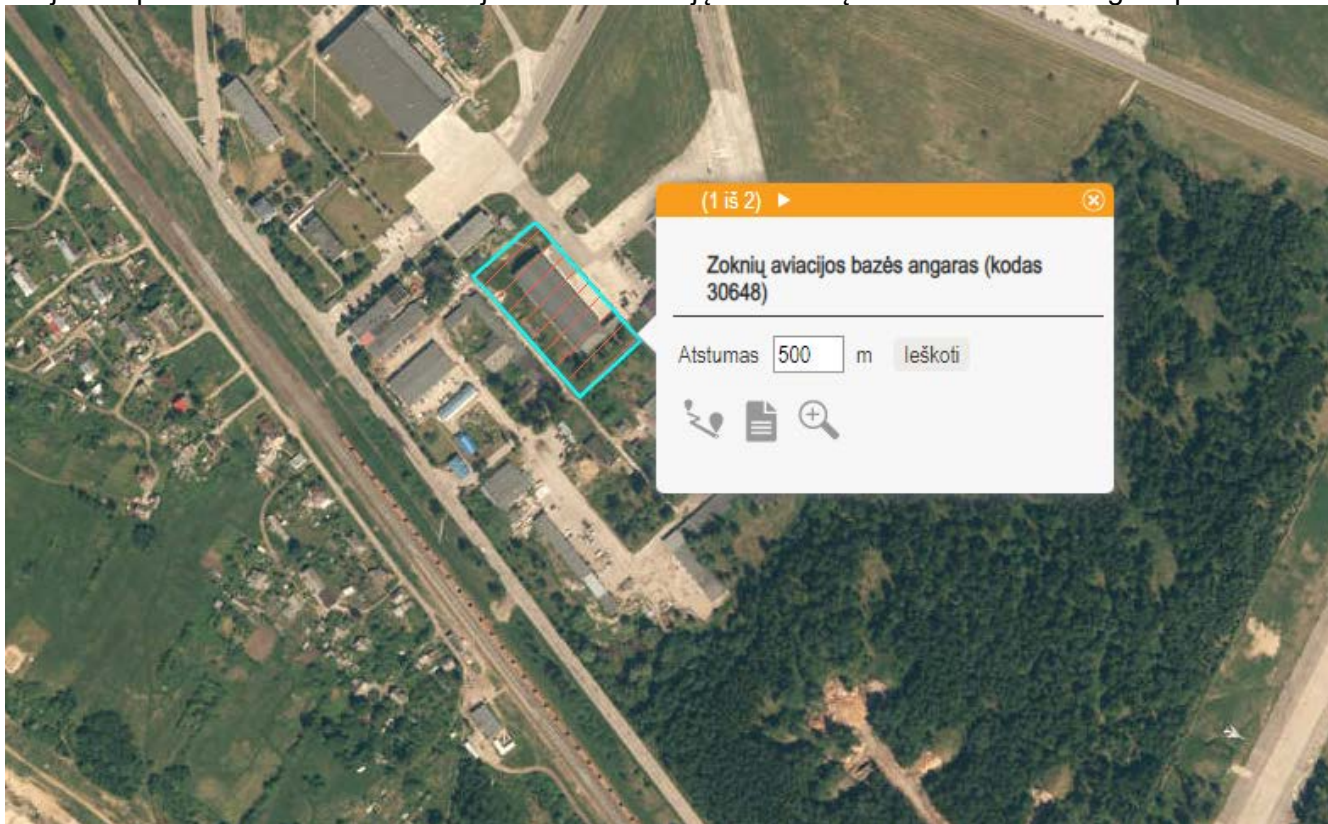 (1 iš 2)
Zoknių aviacijos bazės angaras (kodas
30648)
Atstumas 500 m Ieškoti